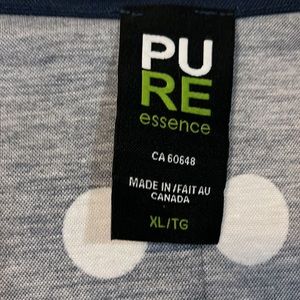 PU
RE
essence
CA 60648
MADE IN/FAIT AU
CANADA
XL/TG